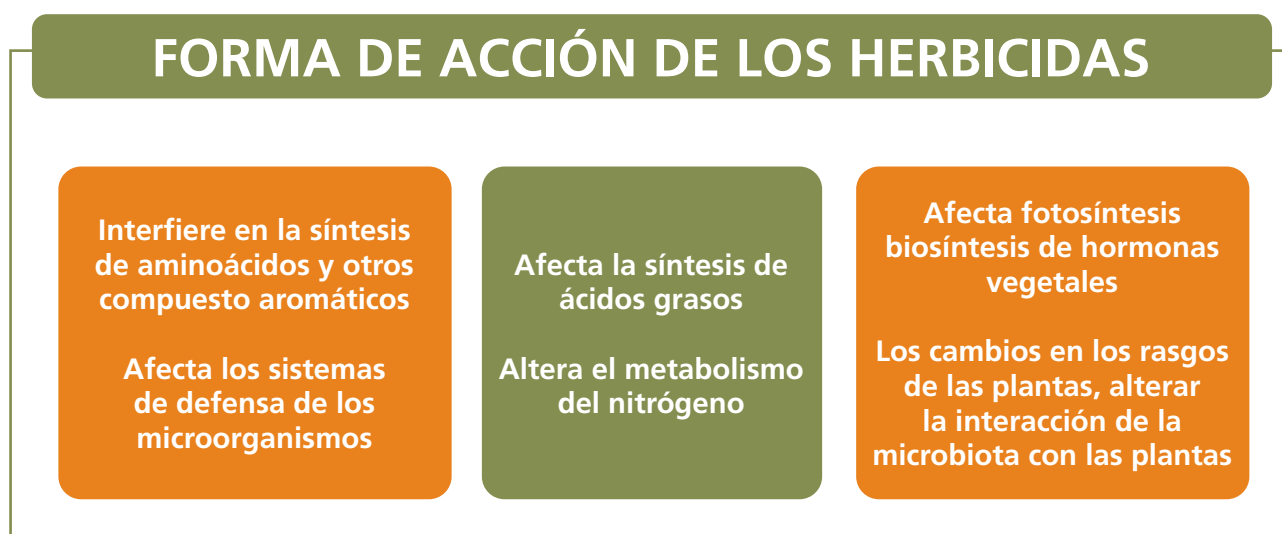 FORMA DE ACCIÓN DE LOS HERBICIDAS
Interfiere en la síntesis
de aminoácidos y otros
compuesto aromáticos
Afecta los sistemas
de defensa de los
microorganismos
Afecta la síntesis de
ácidos grasos
Altera el metabolismo
del nitrógeno
Afecta fotosíntesis
biosíntesis de hormonas
vegetales
Los cambios en los rasgos
de las plantas, alterar
la interacción de la
microbiota con las plantas